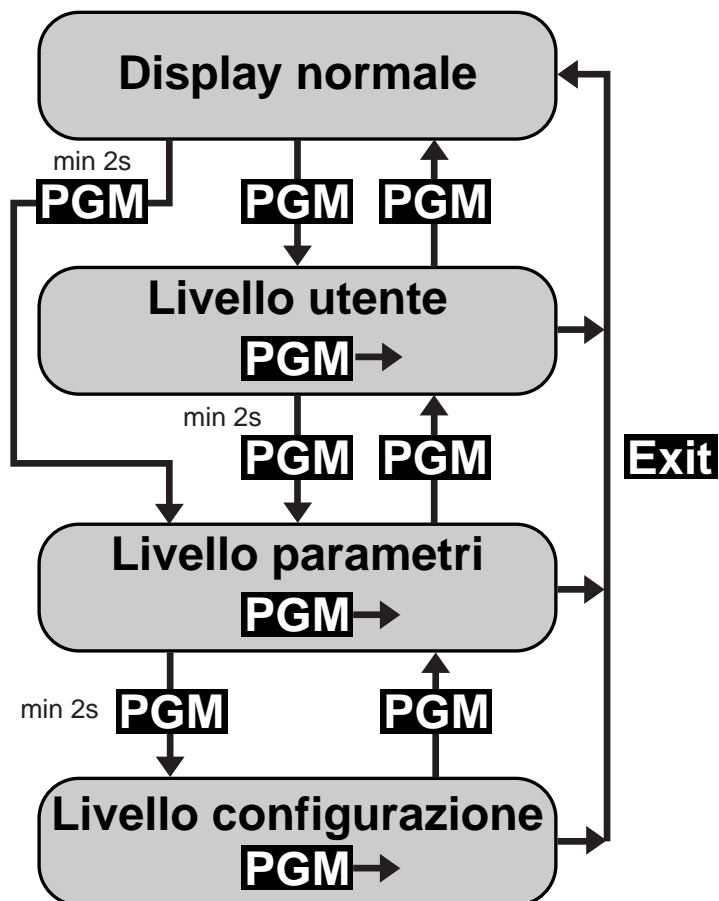 Display normale
min 2s
PGM PGM PGM
Livello utente
PGM
min 2s
PGM PGM
Exit
Livello parametri
PGM
min 2s PGM PGM
Livello configurazione
PGM